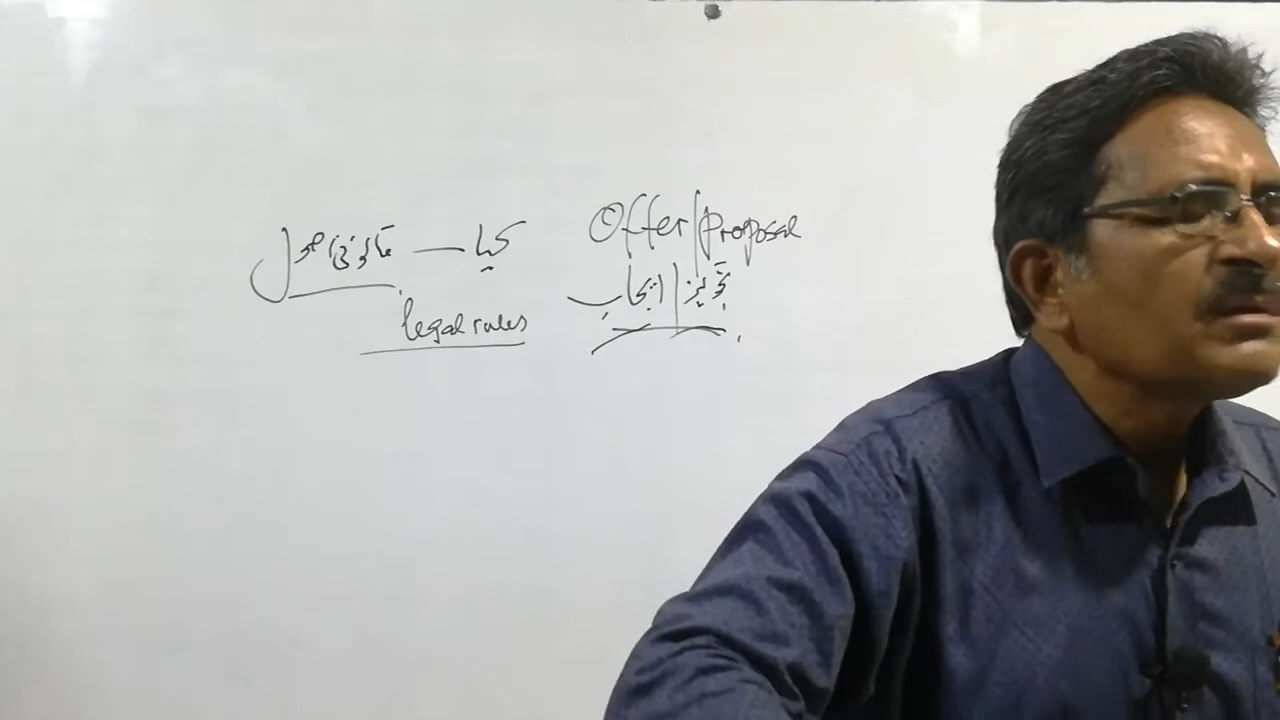 Offer/proposal
تجویز / ایجاب
کیا — قانونی اصول
legal rules